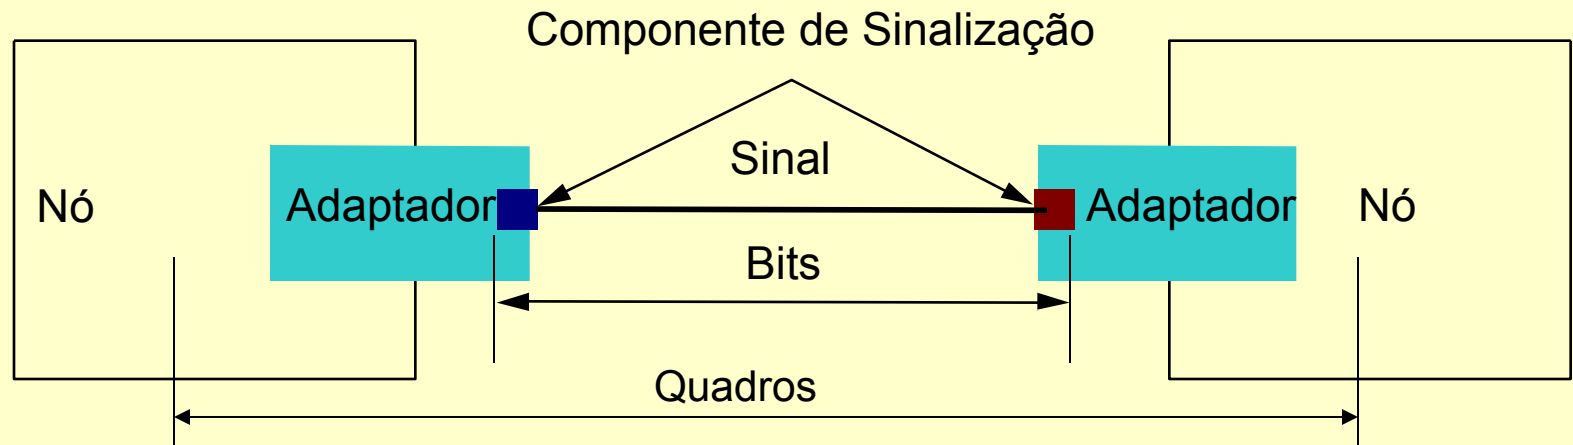 Componente de Sinalização
Sinal
Nó
Adaptador
Adaptador
Nó
Bits
Quadros